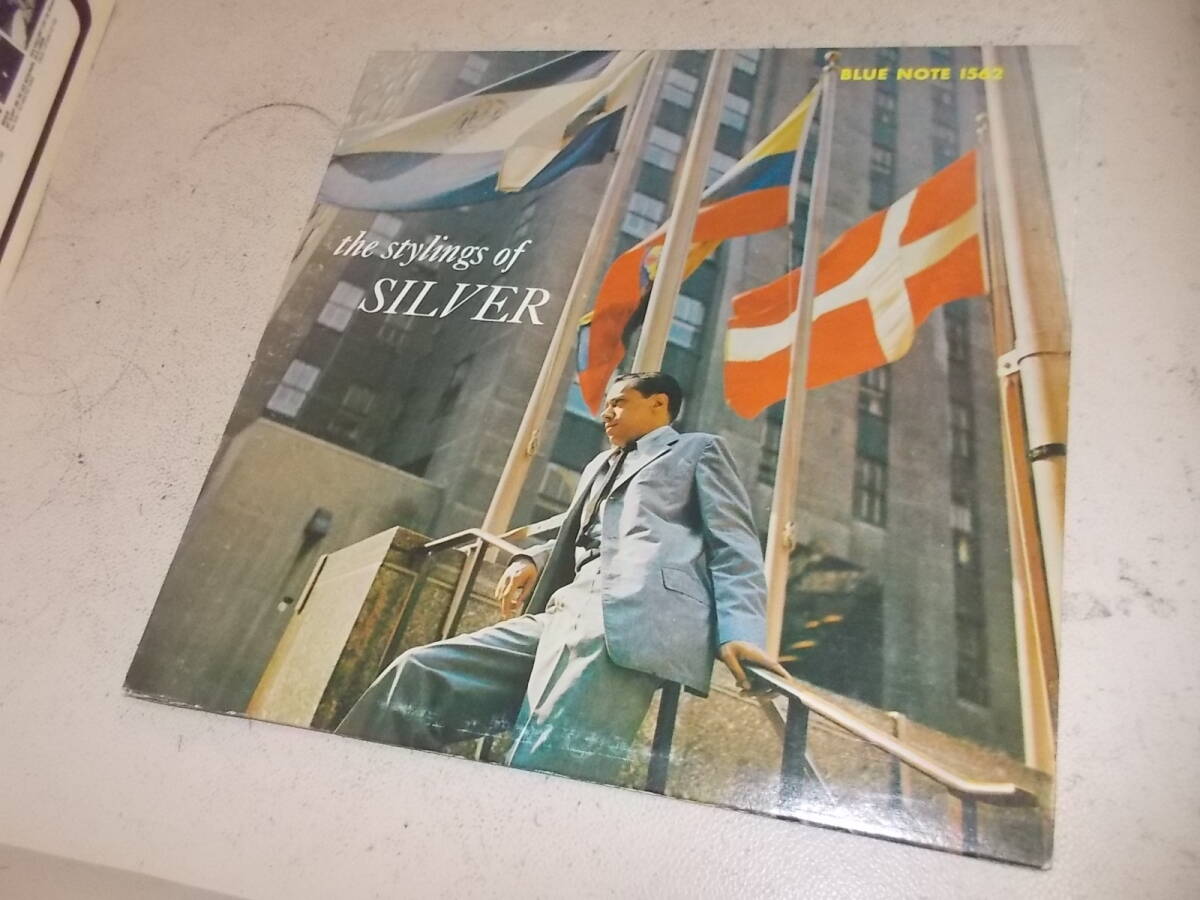 BLUE NOTE 1562
the stylings of
SILVER